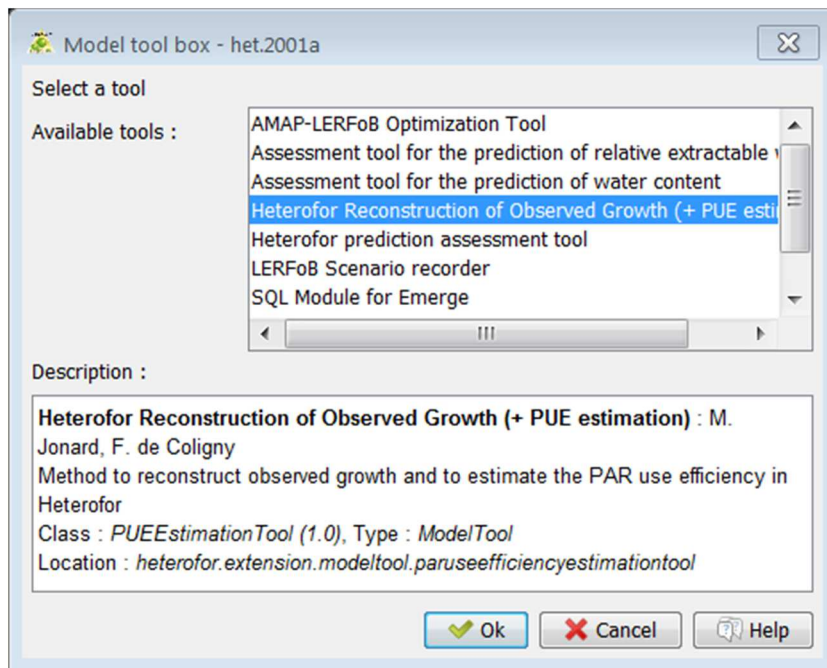 Model tool box - het.2001a
Select a tool
Available tools :
AMAP-LERFoB Optimization Tool
Assessment tool for the prediction of relative extractable
Assessment tool for the prediction of water content
Heterofor Reconstruction of Observed Growth (+ PUE esti
Heterofor prediction assessment tool
LERFoB Scenario recorder
SQL Module for Emerge
Description :
Heterofor Reconstruction of Observed Growth (+ PUE estimation) : M.
Jonard, F. de Coligny
Method to reconstruct observed growth and to estimate the PAR use efficiency in
Heterofor
Class : PUEEstimationTool (1.0), Type : ModelTool
Location : heterofor.extension.modeltool.paruseefficiencyestimationtool
Ok Cancel Help